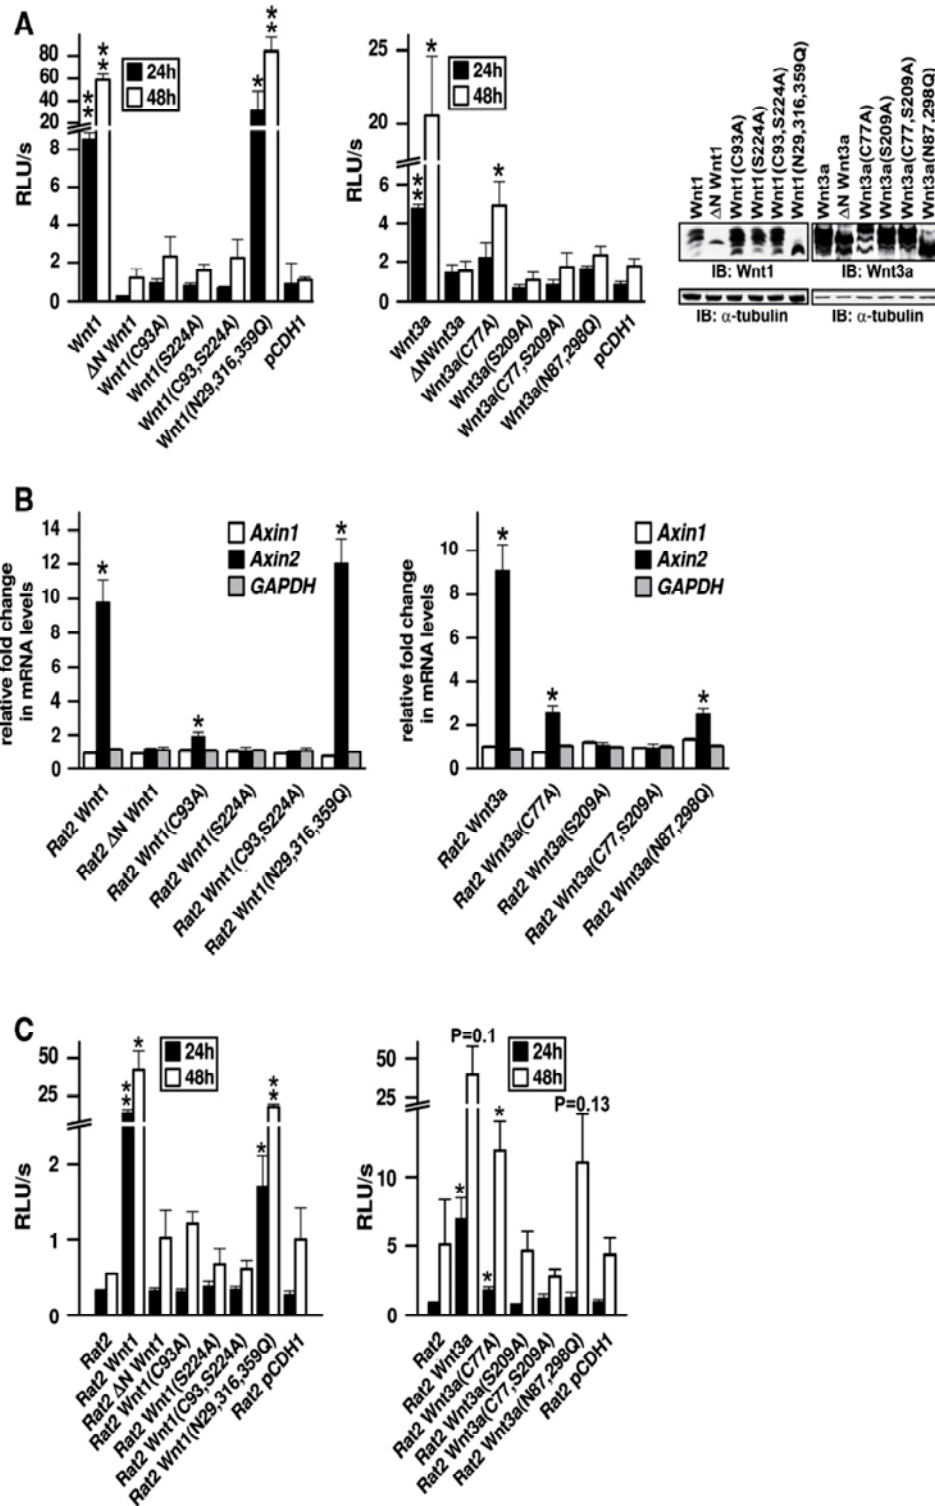 A
80
60
40
20
8
6
4
2
0
RLU/s
24h
48h
**
**
*
**
Wnt1
ΔN Wnt1
Wnt1(C93A)
Wnt1(S224A)
Wnt1(C93,S224A)
Wnt1(N29,316,359Q)
pCDH1
25
20
6
4
2
0
RLU/s
24h
48h
**
*
*
Wnt3a
ΔNWnt3a
Wnt3a(C77A)
Wnt3a(S209A)
Wnt3a(C77,S209A)
Wnt3a(N87,298Q)
pCDH1
Wnt1
ΔN Wnt1
Wnt1(C93A)
Wnt1(S224A)
Wnt1(C93,S224A)
Wnt1(N29,316,359Q)
Wnt3a
ΔN Wnt3a
Wnt3a(C77A)
Wnt3a(S209A)
Wnt3a(C77,S209A)
Wnt3a(N87,298Q)
IB: Wnt1
IB: Wnt3a
IB: α-tubulin
IB: α-tubulin
B
14
12
10
8
6
4
2
0
relative fold change
in mRNA levels
Axin1
Axin2
GAPDH
*
*
*
Rat2 Wnt1
Rat2 ΔN Wnt1
Rat2 Wnt1(C93A)
Rat2 Wnt1(S224A)
Rat2 Wnt1(C93,S224A)
Rat2 Wnt1(N29,316,359Q)
10
8
6
4
2
0
relative fold change
in mRNA levels
Axin1
Axin2
GAPDH
*
*
*
Rat2 Wnt3a
Rat2 Wnt3a(C77A)
Rat2 Wnt3a(S209A)
Rat2 Wnt3a(C77,S209A)
Rat2 Wnt3a(N87,298Q)
C
50
25
2
1
0
RLU/s
24h
48h
**
*
*
**
Rat2
Rat2 Wnt1
Rat2 ΔN Wnt1
Rat2 Wnt1(C93A)
Rat2 Wnt1(S224A)
Rat2 Wnt1(C93,S224A)
Rat2 Wnt1(N29,316,359Q)
Rat2 pCDH1
50
25
10
5
0
RLU/s
P=0.1
24h
48h
P=0.13
*
*
*
Rat2
Rat2 Wnt3a
Rat2 Wnt3a(C77A)
Rat2 Wnt3a(S209A)
Rat2 Wnt3a(C77,S209A)
Rat2 Wnt3a(N87,298Q)
Rat2 pCDH1